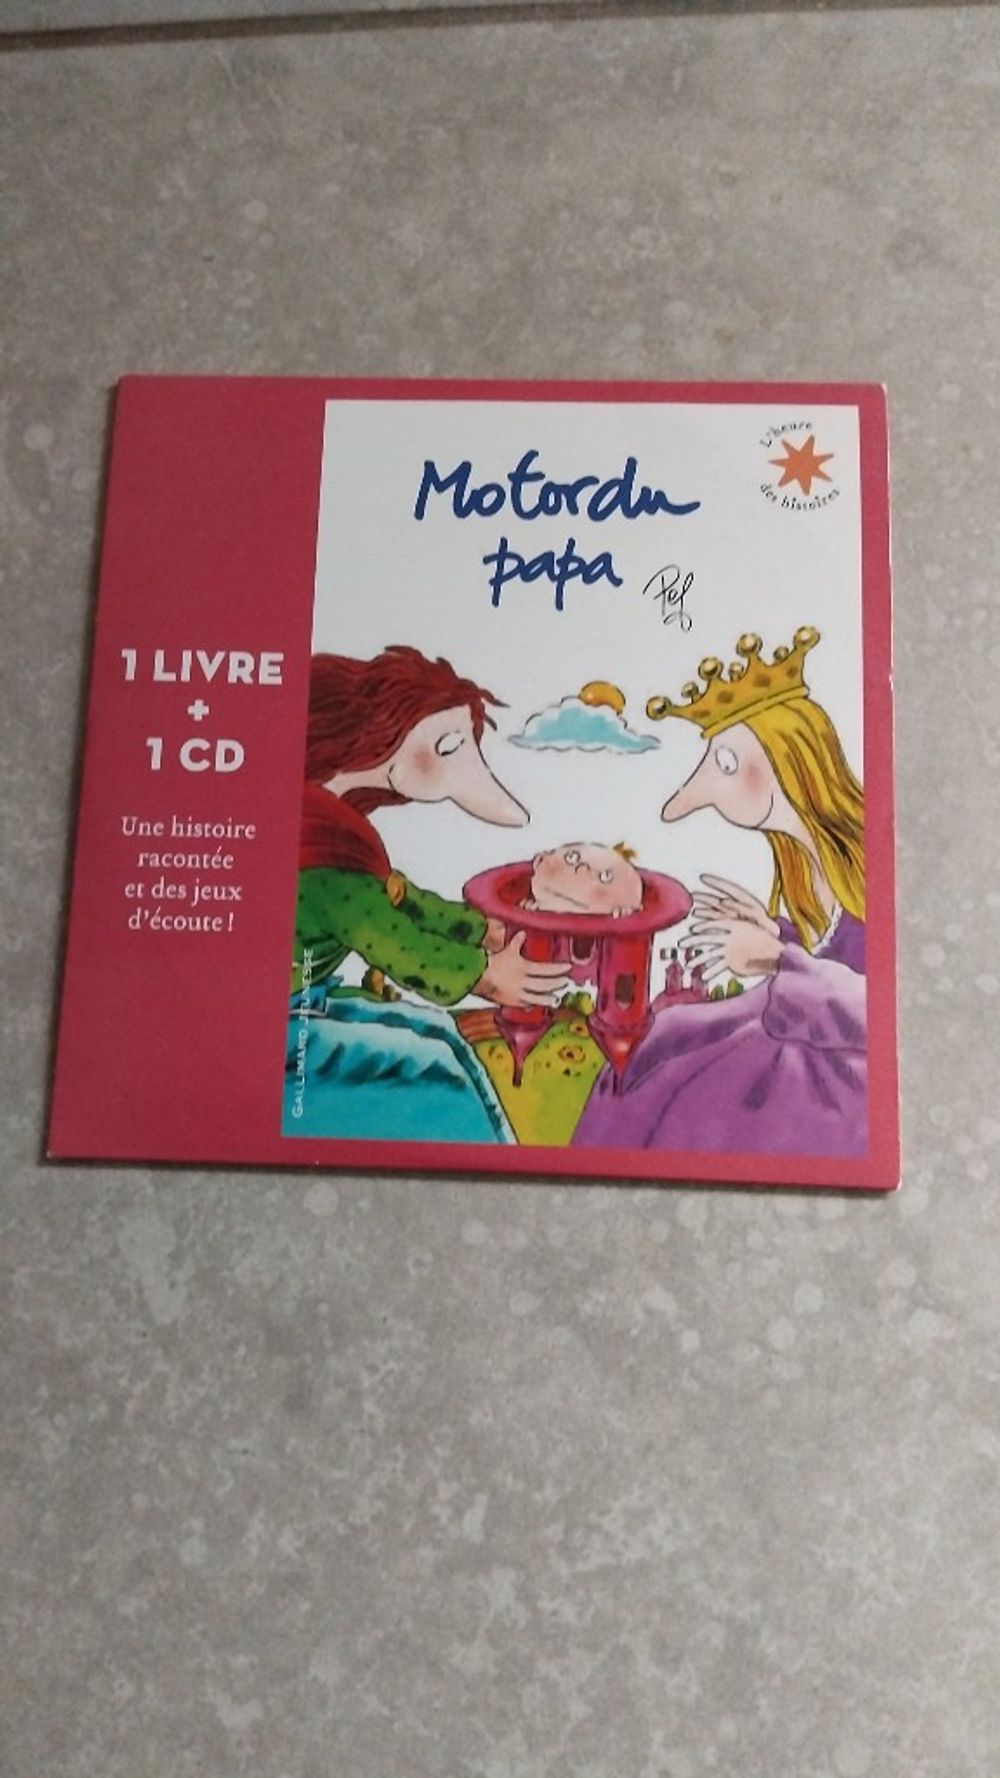 L'heure
des histoires
Motordu
papa
Pef
1 LIVRE
+
1 CD
Une histoire
racontée
et des jeux
d'écoute !
GALLIMARD JEUNESSE